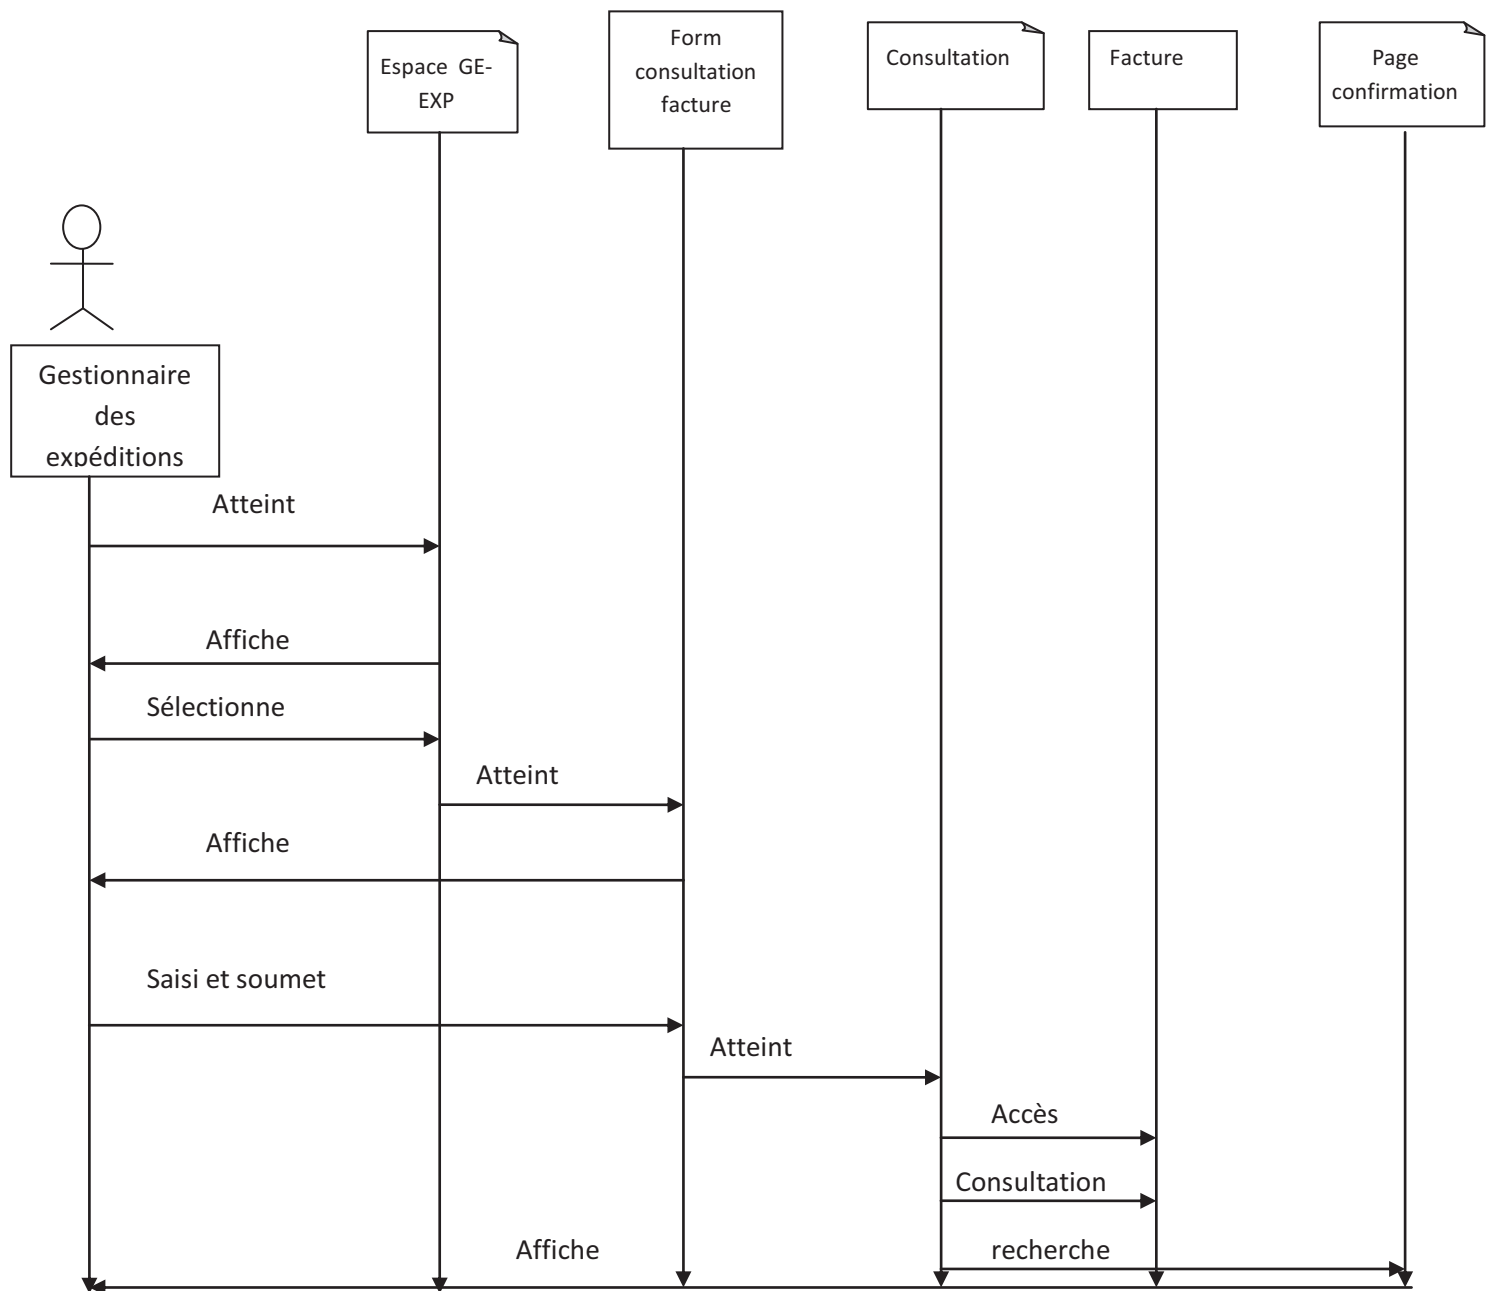 Espace GE-
EXP
Form
consultation
facture
Consultation
Facture
Page
confirmation
Gestionnaire
des
expéditions
Atteint
Affiche
Sélectionne
Atteint
Affiche
Saisi et soumet
Atteint
Accès
Consultation
Affiche
recherche